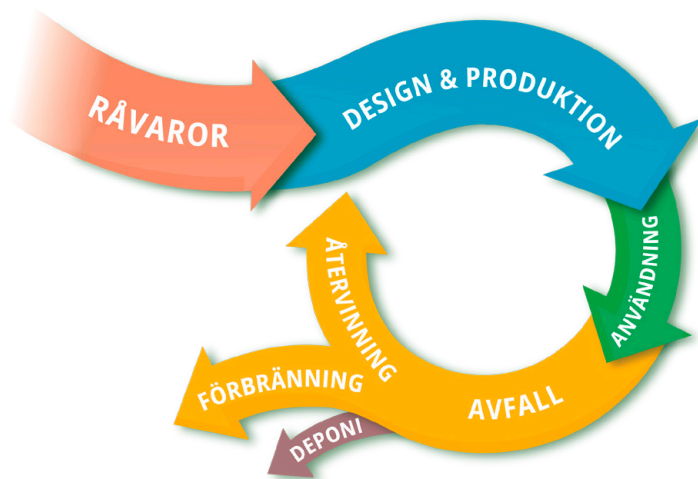 RÅVAROR
DESIGN & PRODUKTION
ANVÄNDNING
AVFALL
ÅTERVINNING
FÖRBRÄNNING
DEPONI